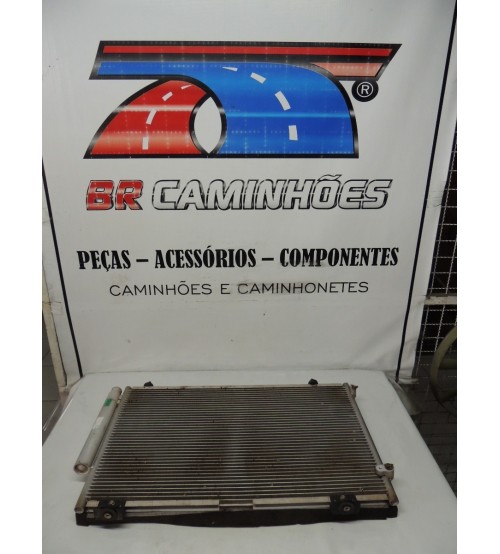 ®
BR CAMINHÕES
PEÇAS – ACESSÓRIOS – COMPONENTES
CAMINHÕES E CAMINHONETES